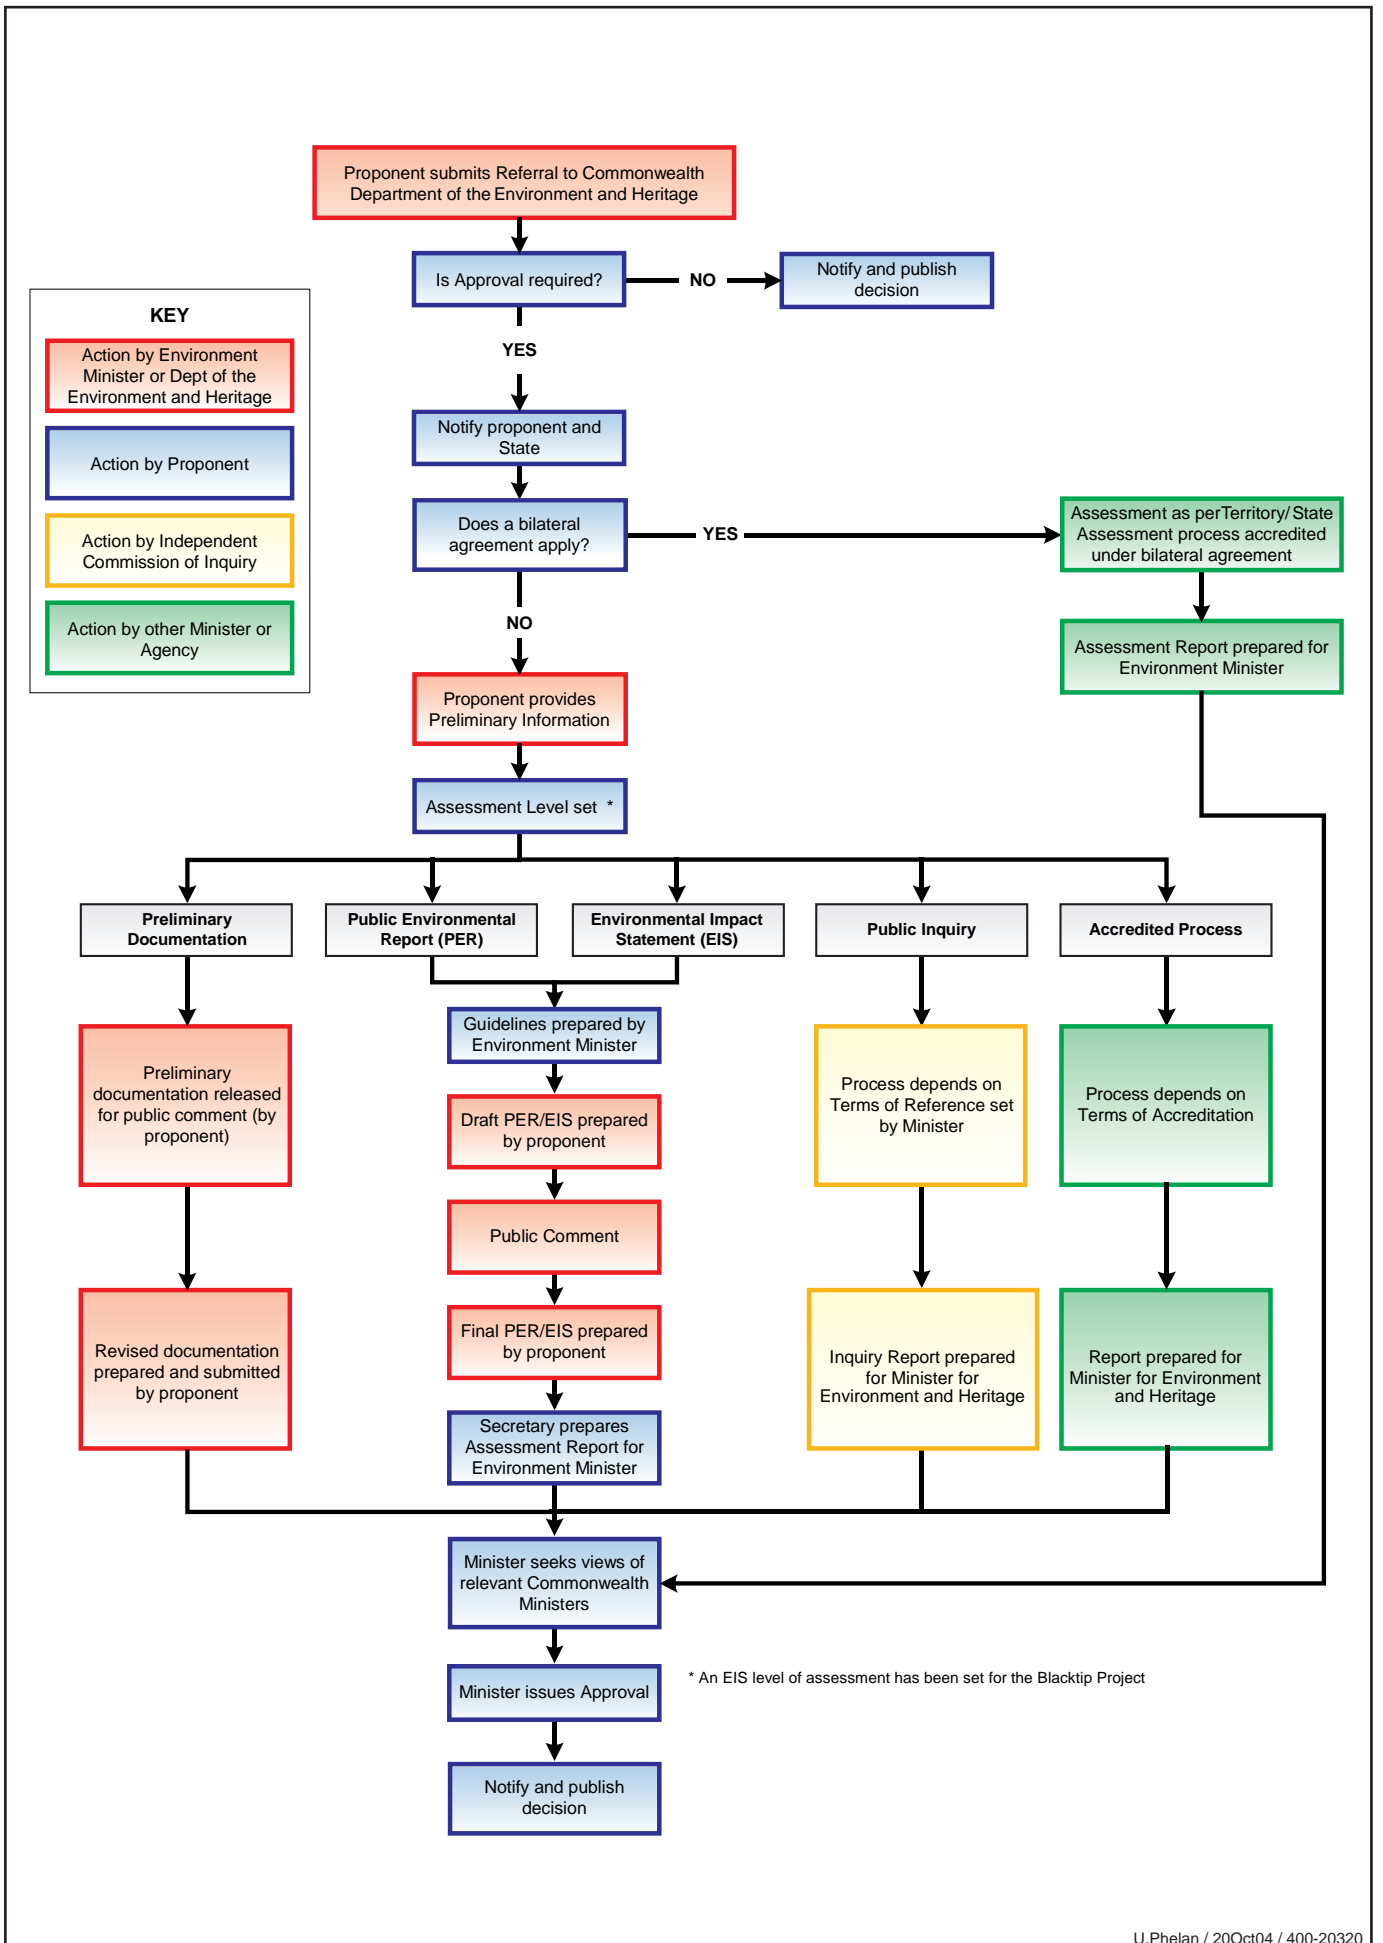 Proponent submits Referral to Commonwealth
Department of the Environment and Heritage
Is Approval required?
NO
Notify and publish
decision
YES
KEY
Action by Environment
Minister or Dept of the
Environment and Heritage
Action by Proponent
Action by Independent
Commission of Inquiry
Action by other Minister or
Agency
Notify proponent and
State
Does a bilateral
agreement apply?
YES
Assessment as perTerritory/State
Assessment process accredited
under bilateral agreement
NO
Assessment Report prepared for
Environment Minister
Proponent provides
Preliminary Information
Assessment Level set *
Preliminary
Documentation
Public Environmental
Report (PER)
Environmental Impact
Statement (EIS)
Public Inquiry
Accredited Process
Preliminary
documentation released
for public comment (by
proponent)
Revised documentation
prepared and submitted
by proponent
Guidelines prepared by
Environment Minister
Draft PER/EIS prepared
by proponent
Public Comment
Final PER/EIS prepared
by proponent
Secretary prepares
Assessment Report for
Environment Minister
Process depends on
Terms of Reference set
by Minister
Inquiry Report prepared
for Minister for
Environment and Heritage
Process depends on
Terms of Accreditation
Report prepared for
Minister for Environment
and Heritage
Minister seeks views of
relevant Commonwealth
Ministers
Minister issues Approval
* An EIS level of assessment has been set for the Blacktip Project
Notify and publish
decision
U.Phelan / 20Oct04 / 400-20320